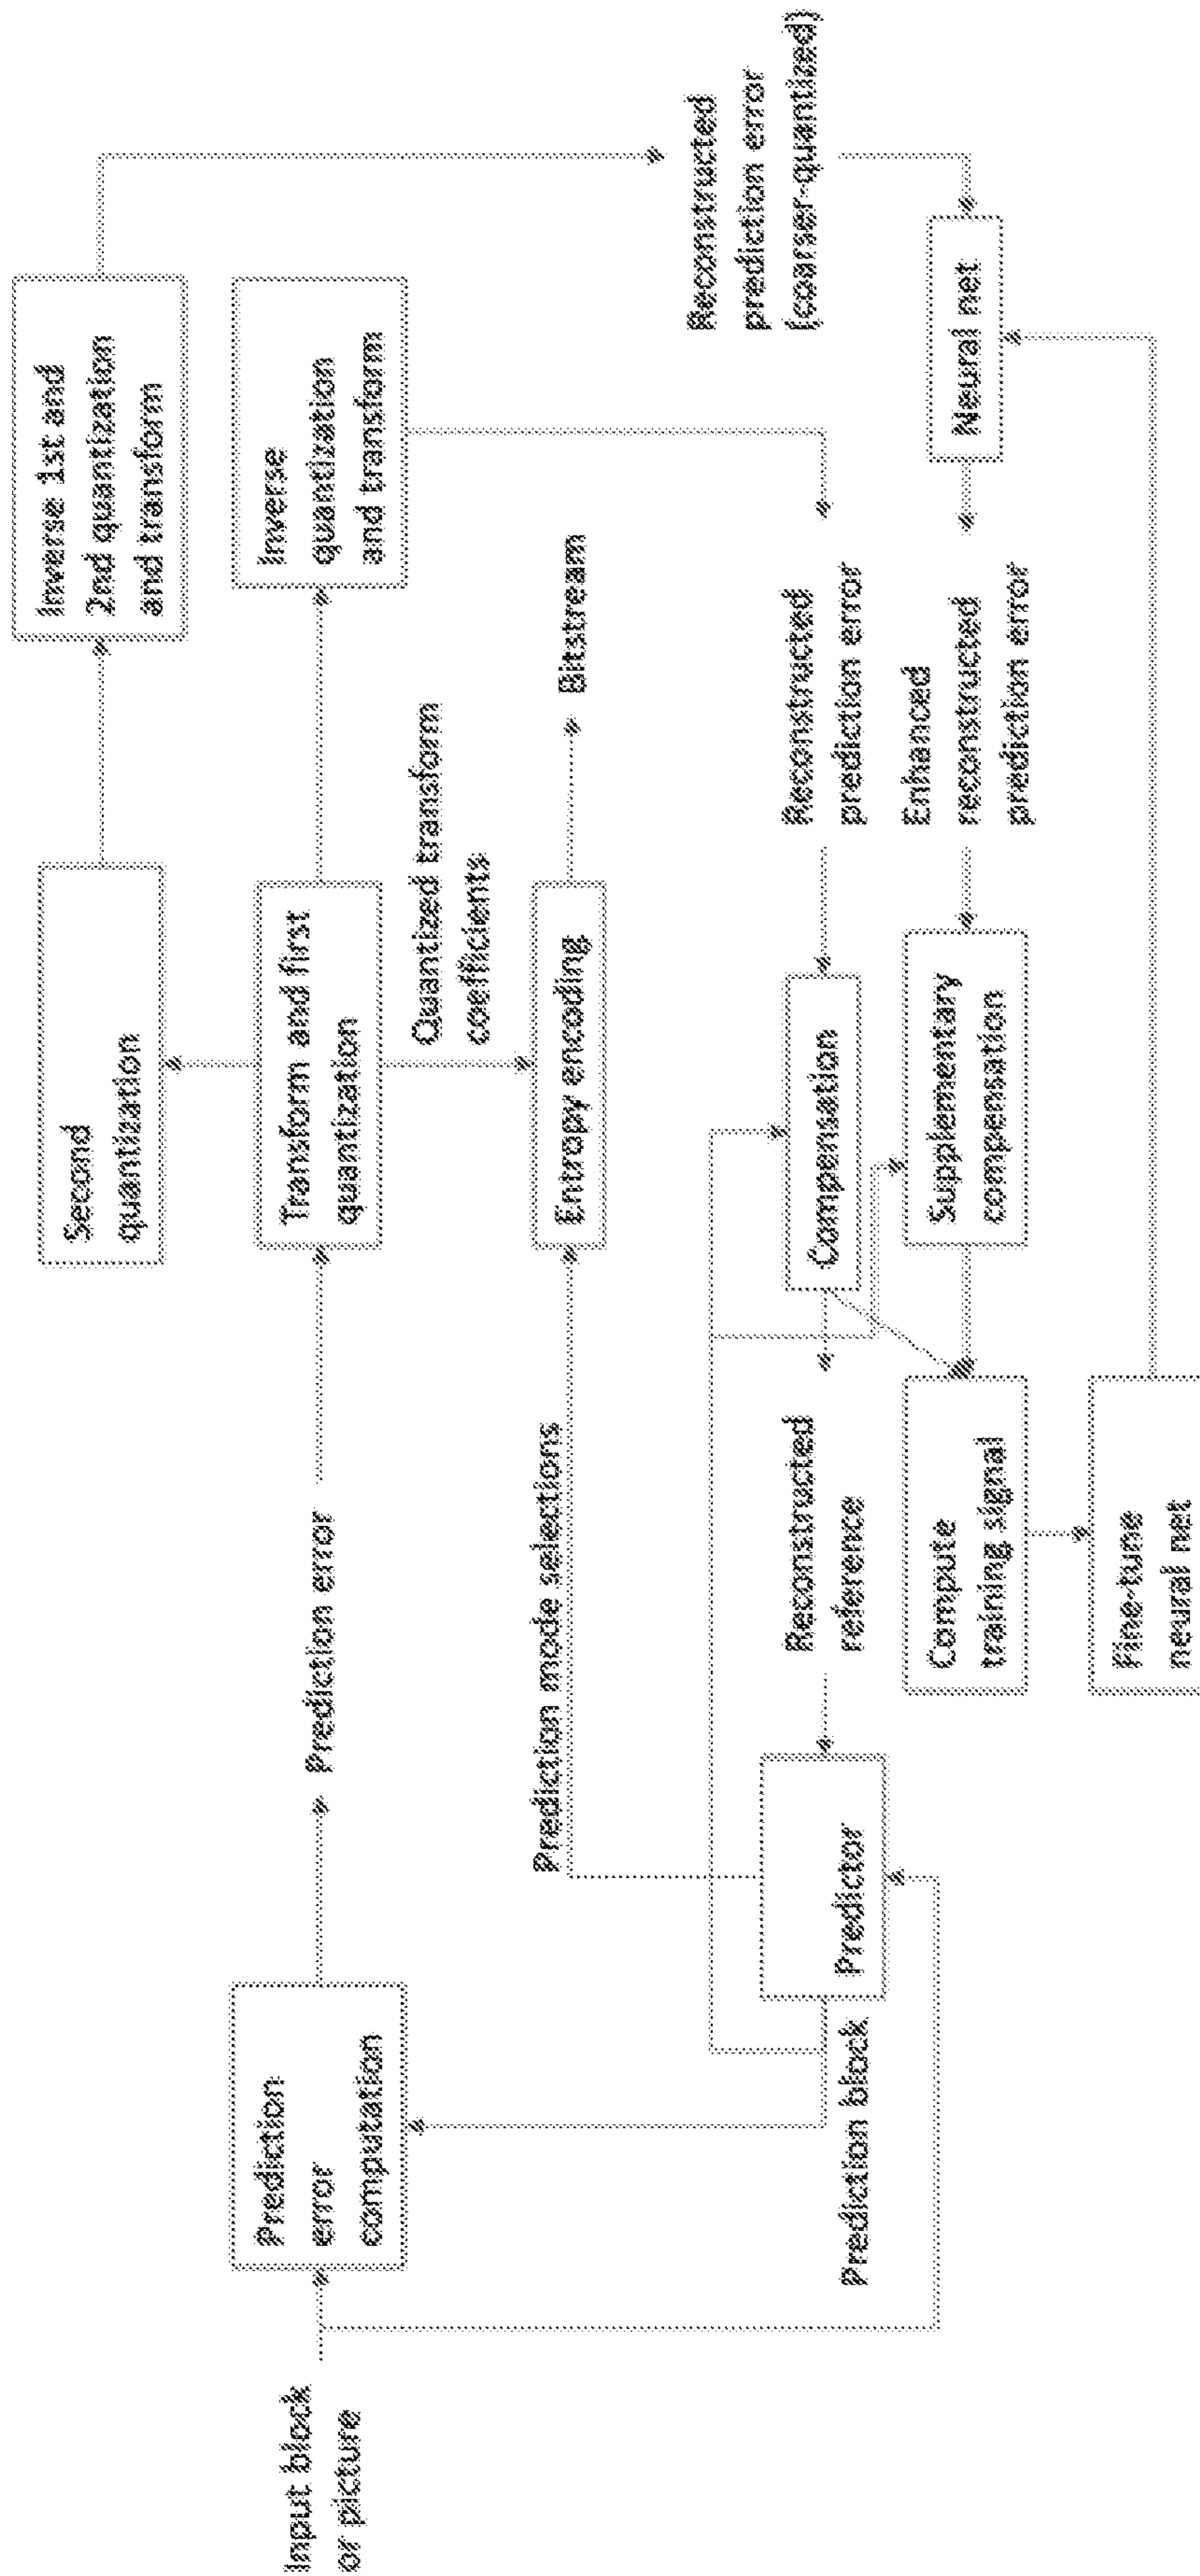 Second
quantization
Inverse 1st and
2nd quantization
and transform
Input block
or picture
Prediction
error
computation
Prediction error
Transform and first
quantization
Inverse
quantization
and transform
Quantized transform
coefficients
Prediction mode selections
Entropy encoding
Bitstream
Reconstructed
prediction error
(coarser-quantized)
Prediction block
Predictor
Reconstructed
reference
Compensation
Reconstructed
prediction error
Compute
training signal
Supplementary
compensation
Enhanced
reconstructed
prediction error
Neural net
Fine-tune
neural net